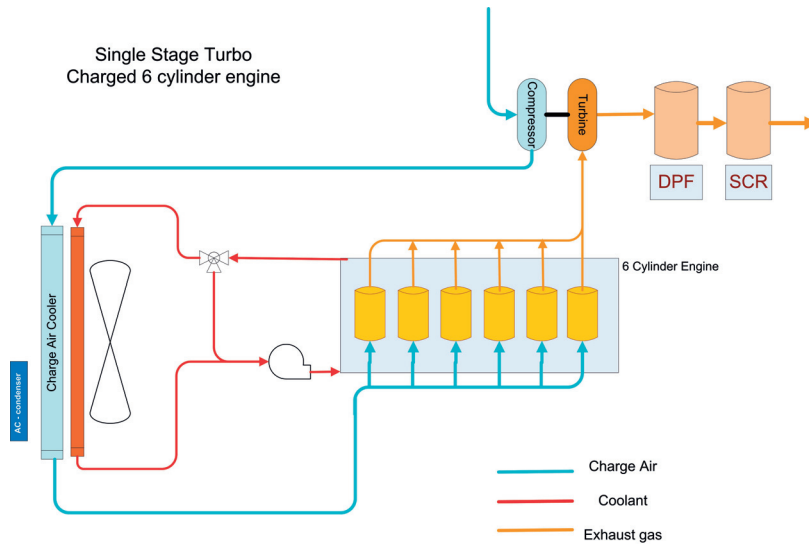 Single Stage Turbo
Charged 6 cylinder engine
Compressor
Turbine
DPF
SCR
6 Cylinder Engine
Charge Air Cooler
AC - condenser
Charge Air
Coolant
Exhaust gas